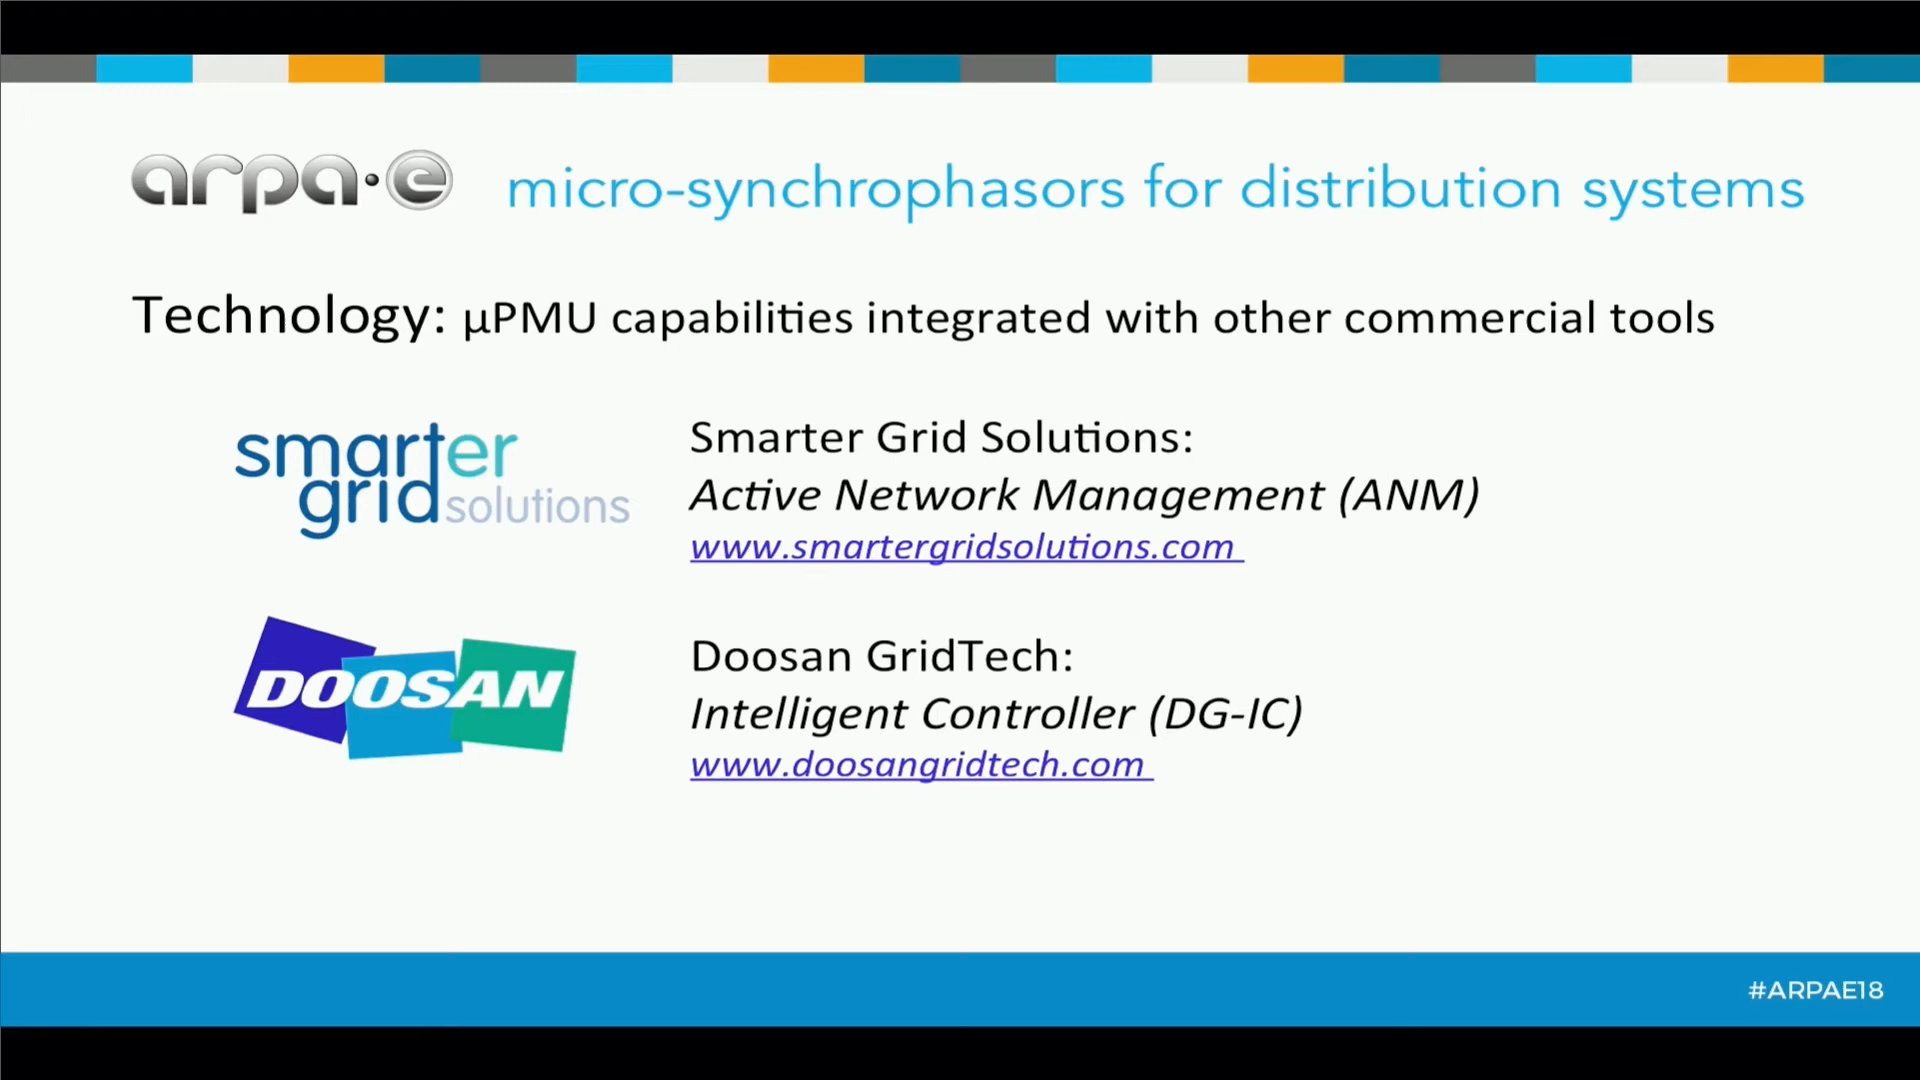 arpa·e micro-synchrophasors for distribution systems
Technology: µPMU capabilities integrated with other commercial tools
smarter
grid solutions
Smarter Grid Solutions:
Active Network Management (ANM)
www.smartergridsolutions.com
DOOSAN
Doosan GridTech:
Intelligent Controller (DG-IC)
www.doosangridtech.com
#ARPAE18